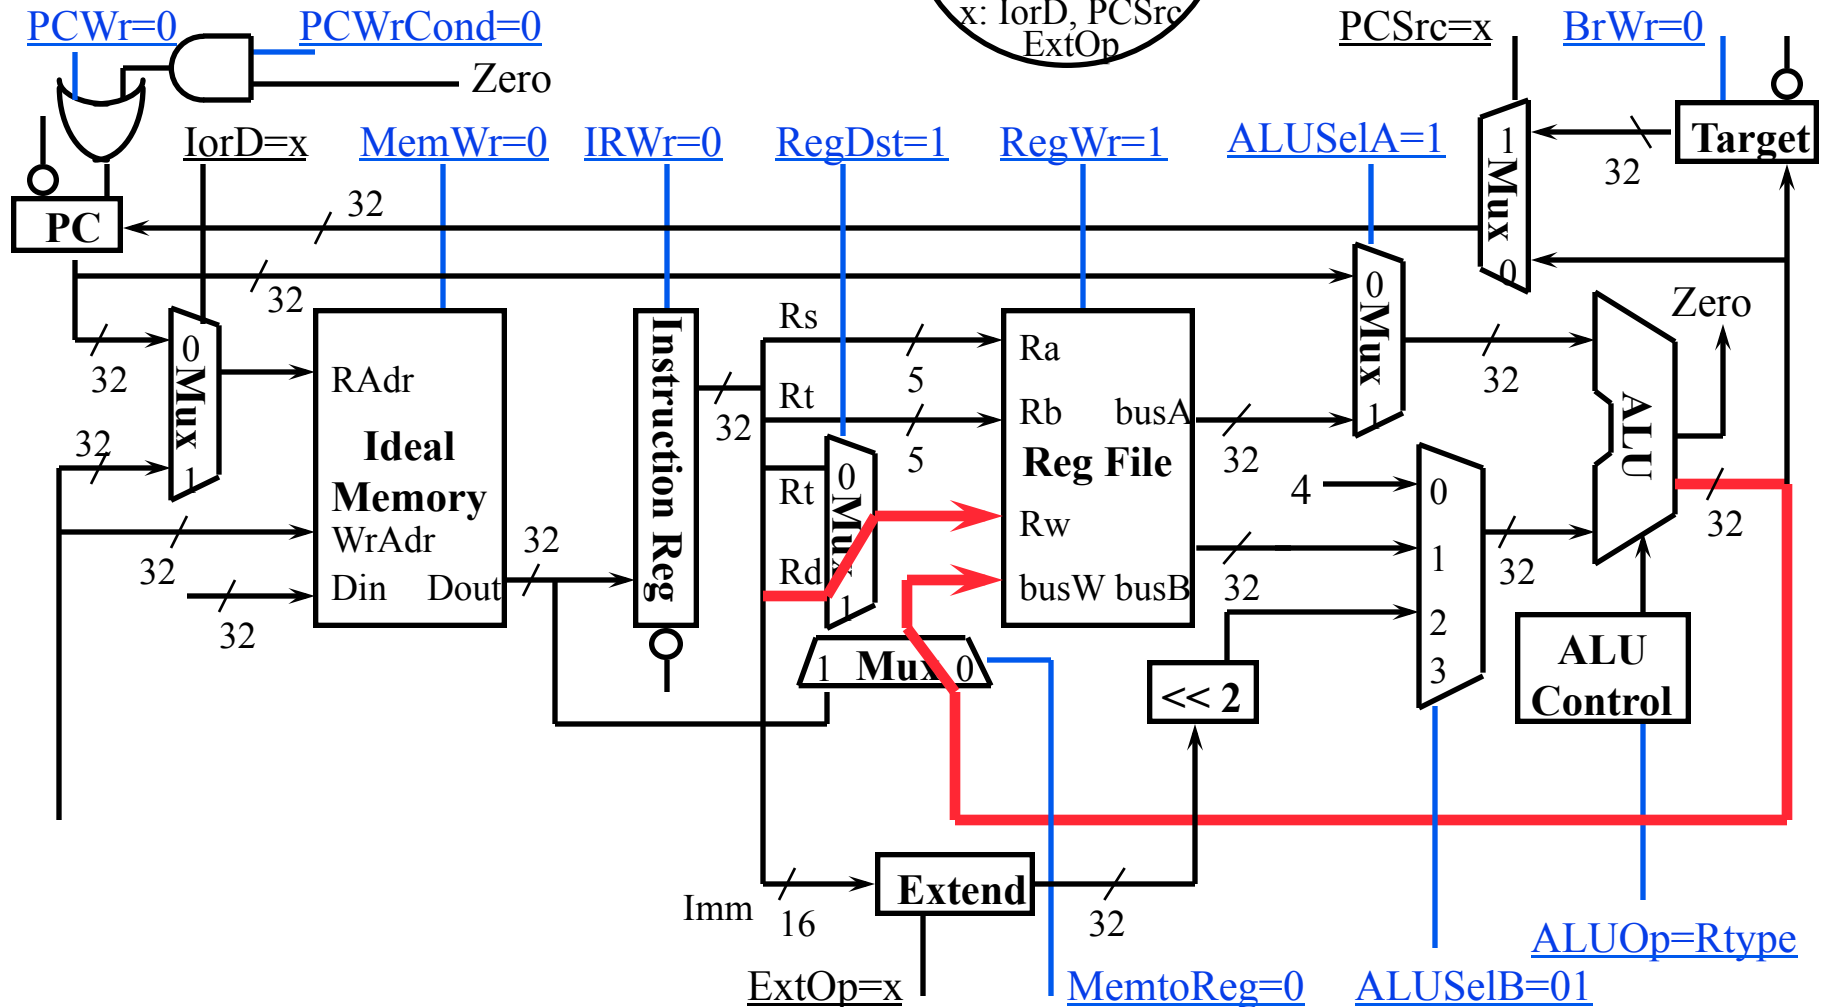 x: IorD, PCSrc
ExtOp
PCWr=0
PCWrCond=0
PCSrc=x
BrWr=0
Zero
IorD=x
MemWr=0
IRWr=0
RegDst=1
RegWr=1
ALUSelA=1
1
Mux
0
Target
32
PC
32
32
0
Mux
1
32
32
32
32
RAdr
Ideal
Memory
WrAdr
Din
Dout
32
Instruction Reg
32
Rs
5
Rt
5
Rt
Rd
0
Mux
1
Ra
Rb
busA
Reg File
Rw
busW
busB
32
32
0
Mux
1
32
4
0
1
2
3
32
Zero
ALU
32
1 Mux 0
<< 2
ALU
Control
Imm
16
Extend
32
ALUOp=Rtype
ExtOp=x
MemtoReg=0
ALUSelB=01